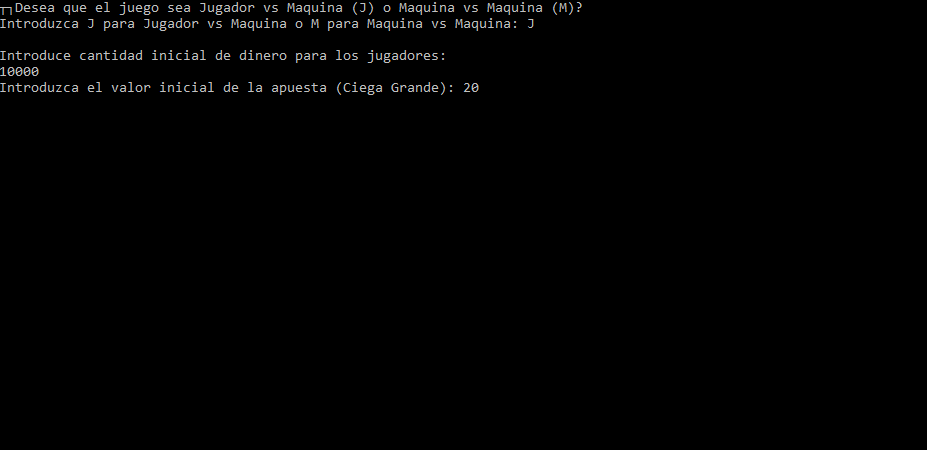 ┬┐Desea que el juego sea Jugador vs Maquina (J) o Maquina vs Maquina (M)?
Introduzca J para Jugador vs Maquina o M para Maquina vs Maquina: J
Introduce cantidad inicial de dinero para los jugadores:
10000
Introduzca el valor inicial de la apuesta (Ciega Grande): 20